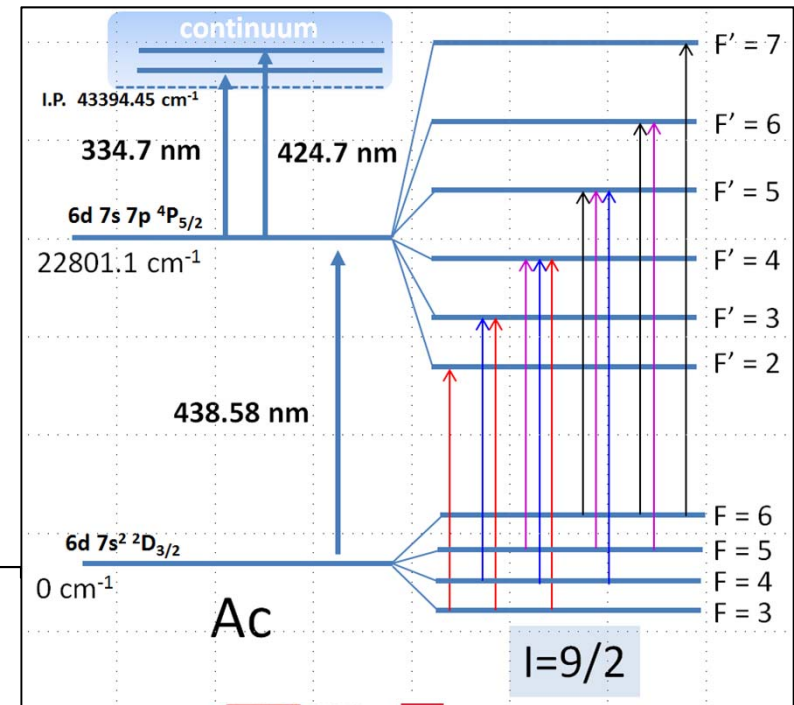 continuum
I.P. 43394.45 cm⁻¹
334.7 nm
424.7 nm
6d 7s 7p ⁴P₅/₂
22801.1 cm⁻¹
438.58 nm
6d 7s² ²D₃/₂
0 cm⁻¹
Ac
F' = 7
F' = 6
F' = 5
F' = 4
F' = 3
F' = 2
F = 6
F = 5
F = 4
F = 3
I=9/2